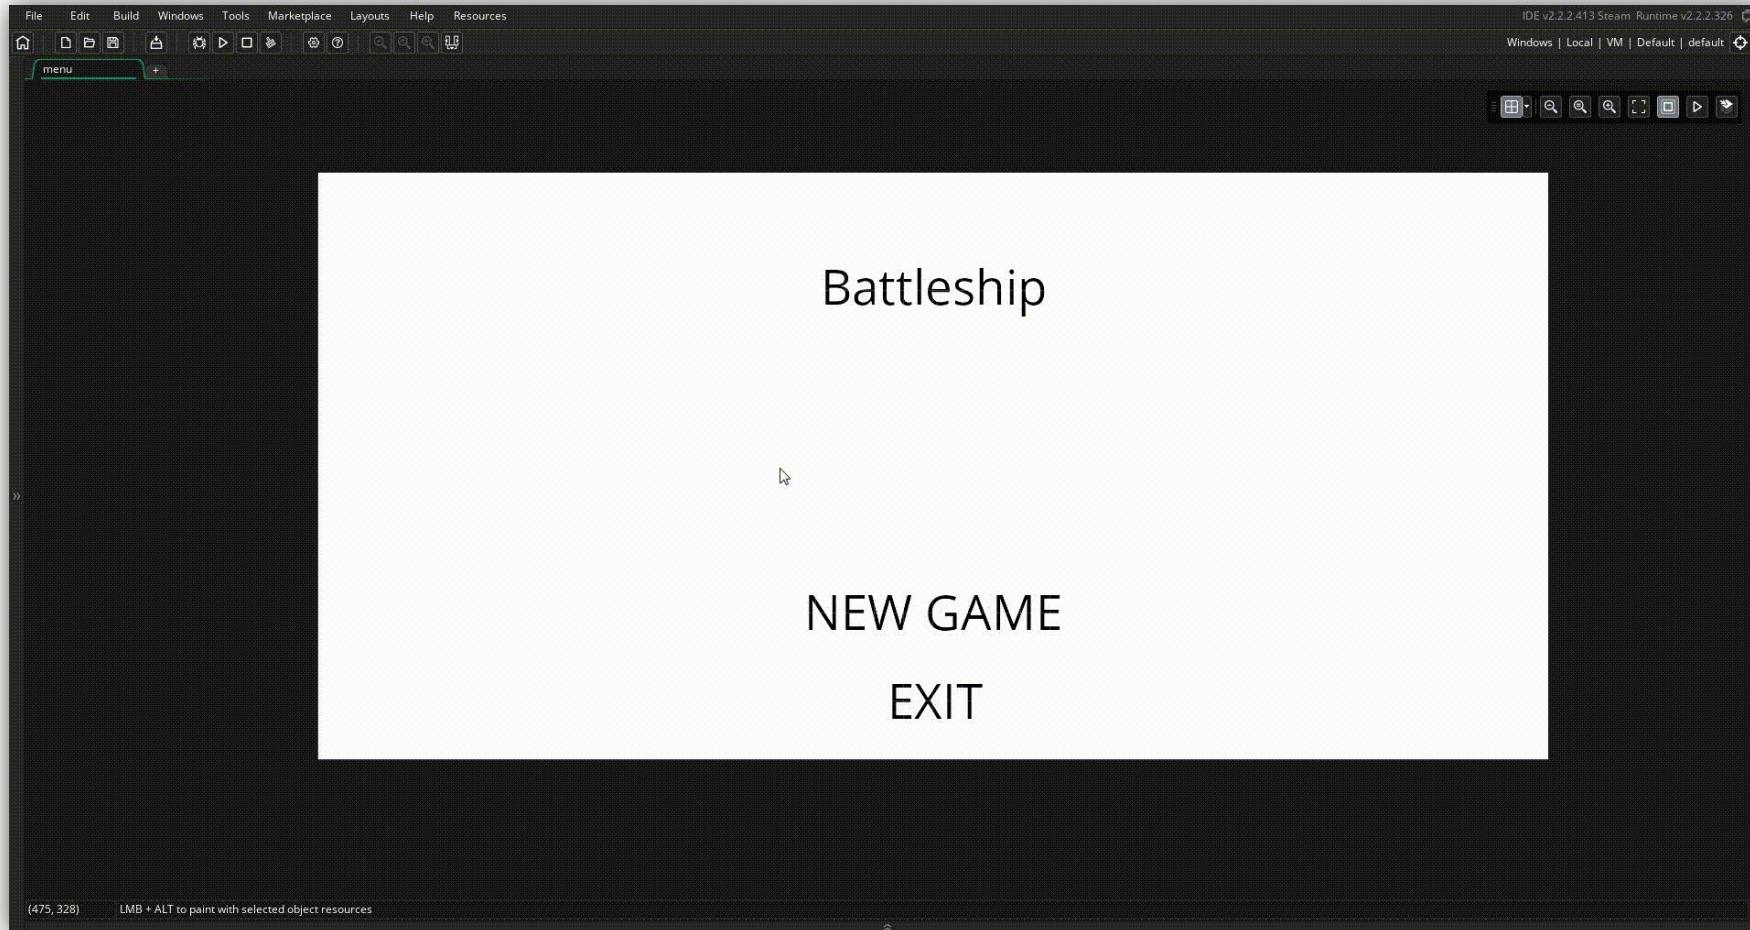 File Edit Build Windows Tools Marketplace Layouts Help Resources
IDE v2.2.2.413 Steam Runtime v2.2.2.326
Windows | Local | VM | Default | default
menu
Battleship
NEW GAME
EXIT
(475, 328) LMB + ALT to paint with selected object resources